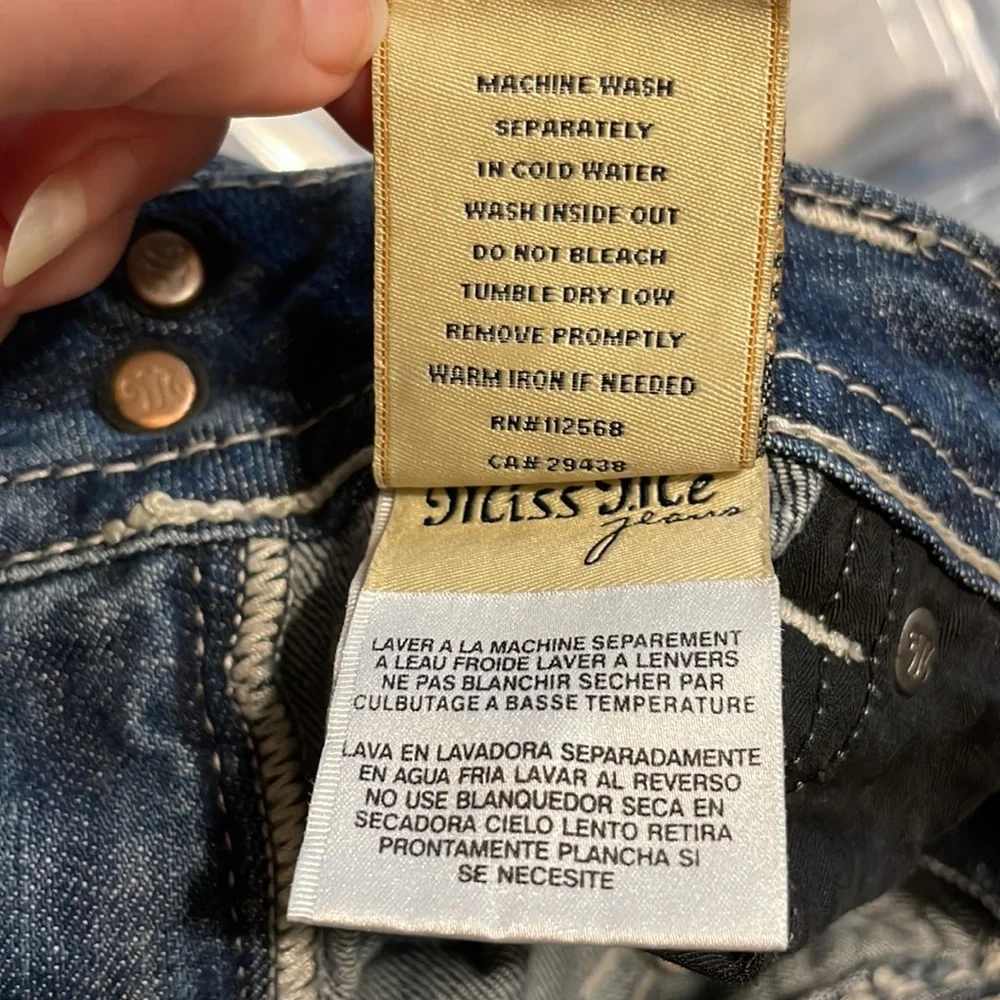 MACHINE WASH
SEPARATELY
IN COLD WATER
WASH INSIDE OUT
DO NOT BLEACH
TUMBLE DRY LOW
REMOVE PROMPTLY
WARM IRON IF NEEDED
RN# 112568
CA# 29438
Miss Me
jeans
LAVER A LA MACHINE SEPAREMENT
A LEAU FROIDE LAVER A LENVERS
NE PAS BLANCHIR SECHER PAR
CULBUTAGE A BASSE TEMPERATURE
LAVA EN LAVADORA SEPARADAMENTE
EN AGUA FRIA LAVAR AL REVERSO
NO USE BLANQUEDOR SECA EN
SECADORA CIELO LENTO RETIRA
PRONTAMENTE PLANCHA SI
SE NECESITE